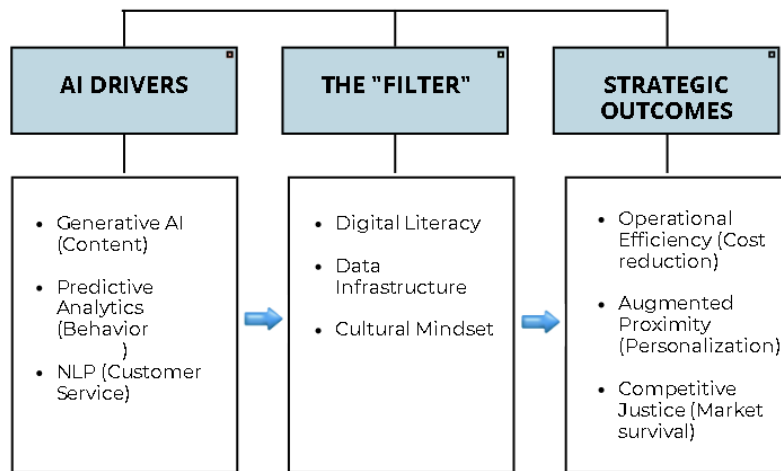 AI DRIVERS
THE "FILTER"
STRATEGIC
OUTCOMES
• Generative AI
(Content)
• Predictive
Analytics
(Behavior
)
• NLP (Customer
Service)
• Digital Literacy
• Data
Infrastructure
• Cultural Mindset
• Operational
Efficiency (Cost
reduction)
• Augmented
Proximity
(Personalization)
• Competitive
Justice (Market
survival)